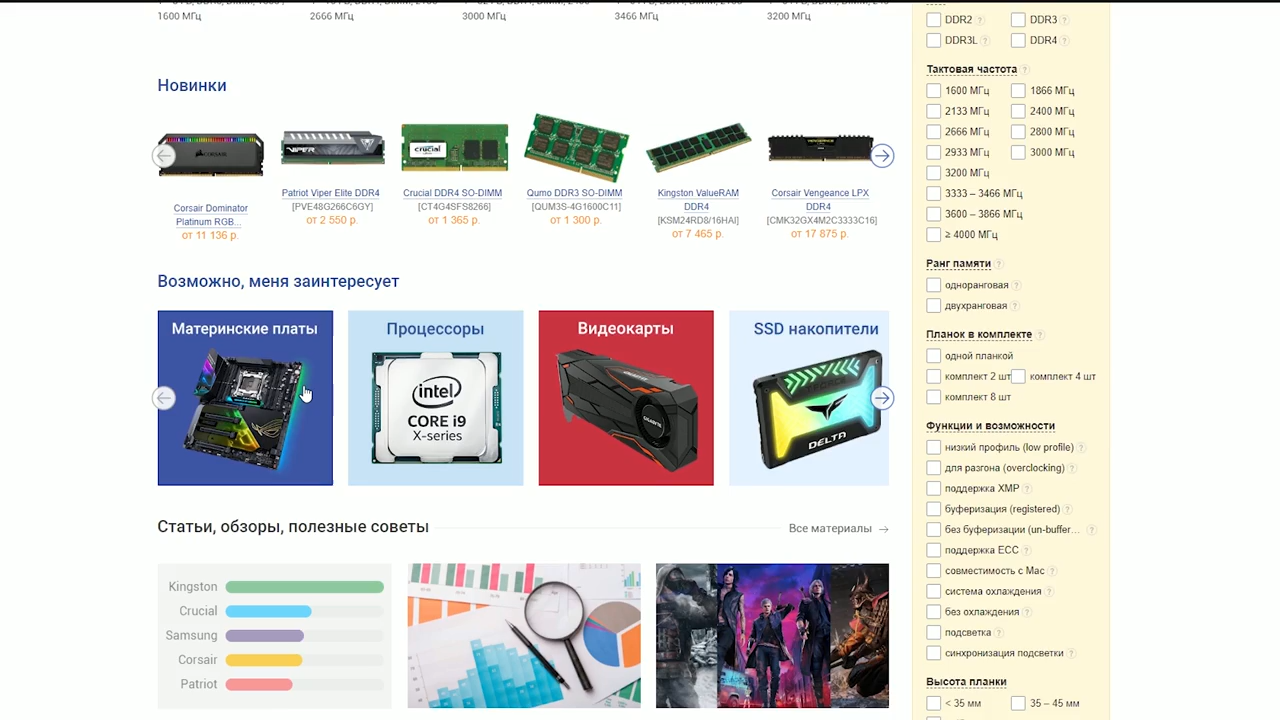 1600 МГц
2666 МГц
3000 МГц
3466 МГц
3200 МГц
Новинки
CORSAIR
VIPER
crucial
VENGEANCE
Corsair Dominator
Platinum RGB...
от 11 136 р.
Patriot Viper Elite DDR4
[PVE48G266C6GY]
от 2 550 р.
Crucial DDR4 SO-DIMM
[CT4G4SFS8266]
от 1 365 р.
Qumo DDR3 SO-DIMM
[QUM3S-4G1600C11]
от 1 300 р.
Kingston ValueRAM
DDR4
[KSM24RD8/16HAI]
от 7 465 р.
Corsair Vengeance LPX
DDR4
[CMK32GX4M2C3333C16]
от 17 875 р.
Возможно, меня заинтересует
Материнские платы
Процессоры
intel
CORE i9
X-series
Видеокарты
GIGABYTE
SSD накопители
DELTA
Статьи, обзоры, полезные советы
Все материалы →
Kingston
Crucial
Samsung
Corsair
Patriot
DDR2 ?
DDR3 ?
DDR3L ?
DDR4 ?
Тактовая частота ?
1600 МГц
1866 МГц
2133 МГц
2400 МГц
2666 МГц
2800 МГц
2933 МГц
3000 МГц
3200 МГц
3333 – 3466 МГц
3600 – 3866 МГц
≥ 4000 МГц
Ранг памяти ?
одноранговая ?
двухранговая ?
Планок в комплекте ?
одной планкой
комплект 2 шт
комплект 4 шт
комплект 8 шт
Функции и возможности
низкий профиль (low profile) ?
для разгона (overclocking) ?
поддержка XMP ?
буферизация (registered) ?
без буферизации (un-buffer... ?
поддержка ECC ?
совместимость с Mac ?
система охлаждения ?
без охлаждения ?
подсветка ?
синхронизация подсветки ?
Высота планки
< 35 мм
35 – 45 мм